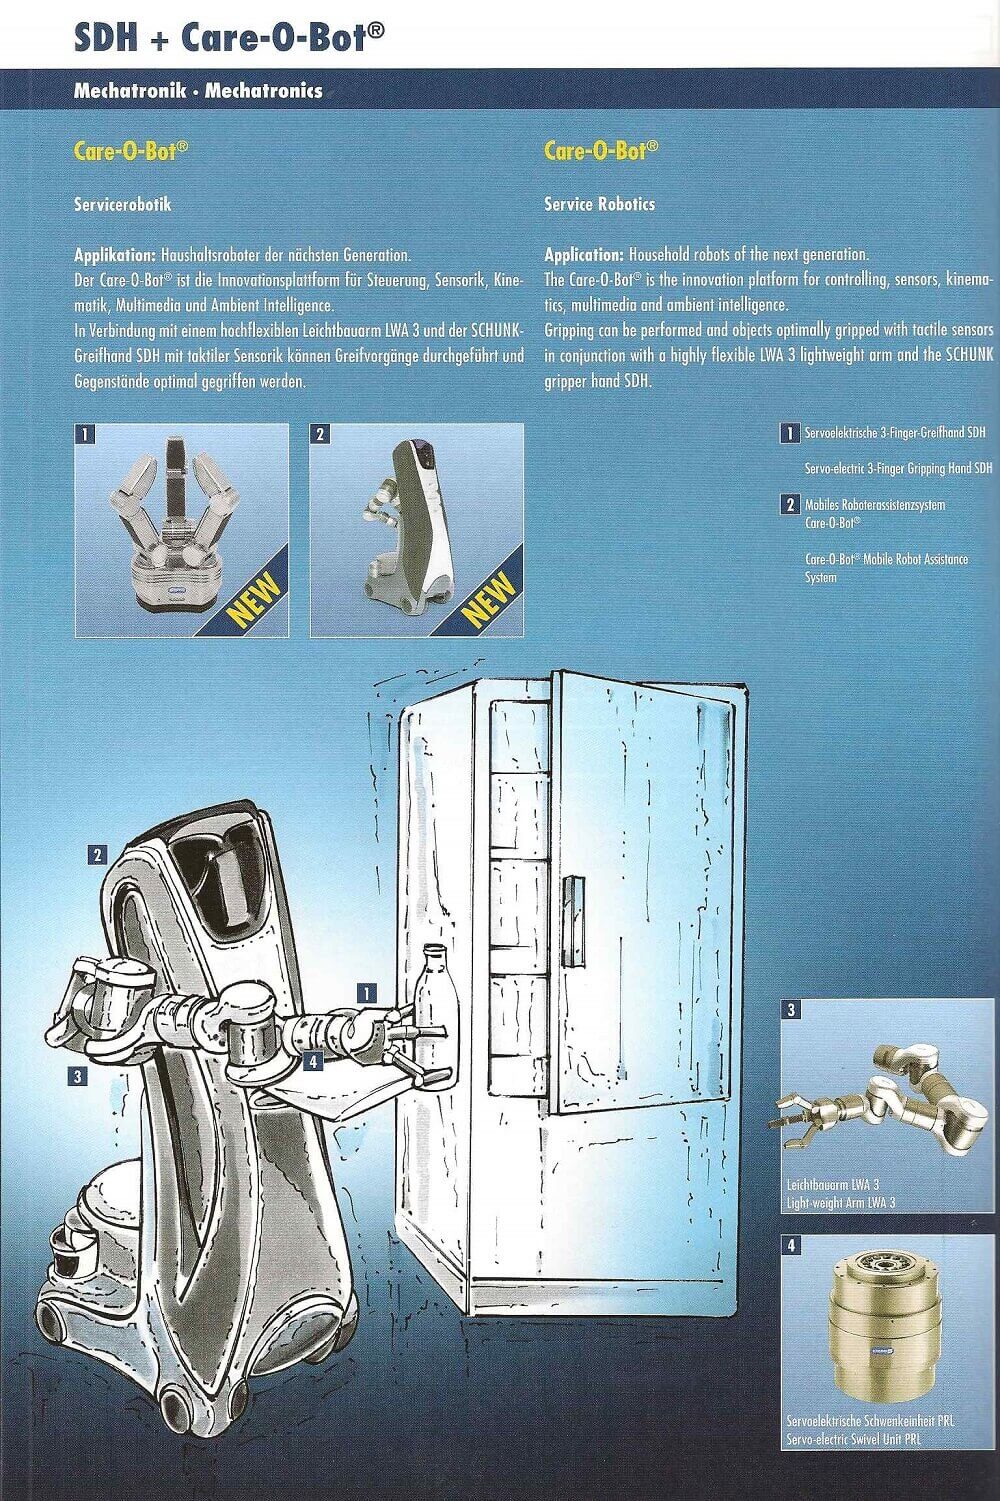 SDH + Care-O-Bot®
Mechatronik · Mechatronics
Care-O-Bot®
Servicerobotik
Applikation: Haushaltsroboter der nächsten Generation.
Der Care-O-Bot® ist die Innovationsplattform für Steuerung, Sensorik, Kine-
matik, Multimedia und Ambient Intelligence.
In Verbindung mit einem hochflexiblen Leichtbauarm LWA 3 und der SCHUNK-
Greifhand SDH mit taktiler Sensorik können Greifvorgänge durchgeführt und
Gegenstände optimal gegriffen werden.
Care-O-Bot®
Service Robotics
Application: Household robots of the next generation.
The Care-O-Bot® is the innovation platform for controlling, sensors, kinema-
tics, multimedia and ambient intelligence.
Gripping can be performed and objects optimally gripped with tactile sensors
in conjunction with a highly flexible LWA 3 lightweight arm and the SCHUNK
gripper hand SDH.
1
NEW
2
NEW
1 Servoelektrische 3-Finger-Greifhand SDH
Servo-electric 3-Finger Gripping Hand SDH
2 Mobiles Roboterassistenzsystem
Care-O-Bot®
Care-O-Bot® Mobile Robot Assistance
System
2
1
4
3
3
Leichtbauarm LWA 3
Light-weight Arm LWA 3
4
SCHUNK
Servoelektrische Schwenkeinheit PRL
Servo-electric Swivel Unit PRL